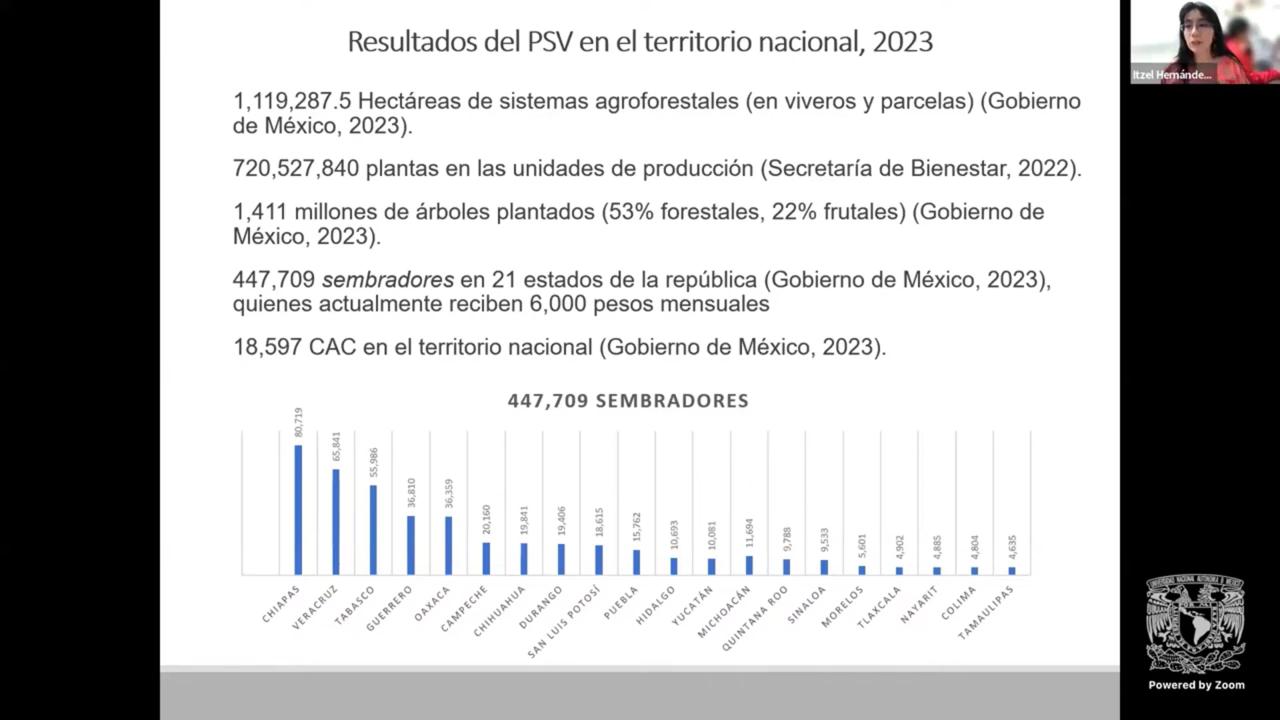 Resultados del PSV en el territorio nacional, 2023
Itzel Hernánde...
1,119,287.5 Hectáreas de sistemas agroforestales (en viveros y parcelas) (Gobierno
de México, 2023).
720,527,840 plantas en las unidades de producción (Secretaría de Bienestar, 2022).
1,411 millones de árboles plantados (53% forestales, 22% frutales) (Gobierno de
México, 2023).
447,709 sembradores en 21 estados de la república (Gobierno de México, 2023),
quienes actualmente reciben 6,000 pesos mensuales
18,597 CAC en el territorio nacional (Gobierno de México, 2023).
447,709 SEMBRADORES
80,719
65,841
55,986
36,810
36,359
20,160
19,841
19,406
18,615
15,762
10,693
10,081
11,694
9,788
9,533
5,601
4,902
4,885
4,804
4,635
CHIAPAS
VERACRUZ
TABASCO
GUERRERO
OAXACA
CAMPECHE
CHIHUAHUA
DURANGO
SAN LUIS POTOSÍ
PUEBLA
HIDALGO
YUCATÁN
MICHOACÁN
QUINTANA ROO
SINALOA
MORELOS
TLAXCALA
NAYARIT
COLIMA
TAMAULIPAS
Powered by Zoom